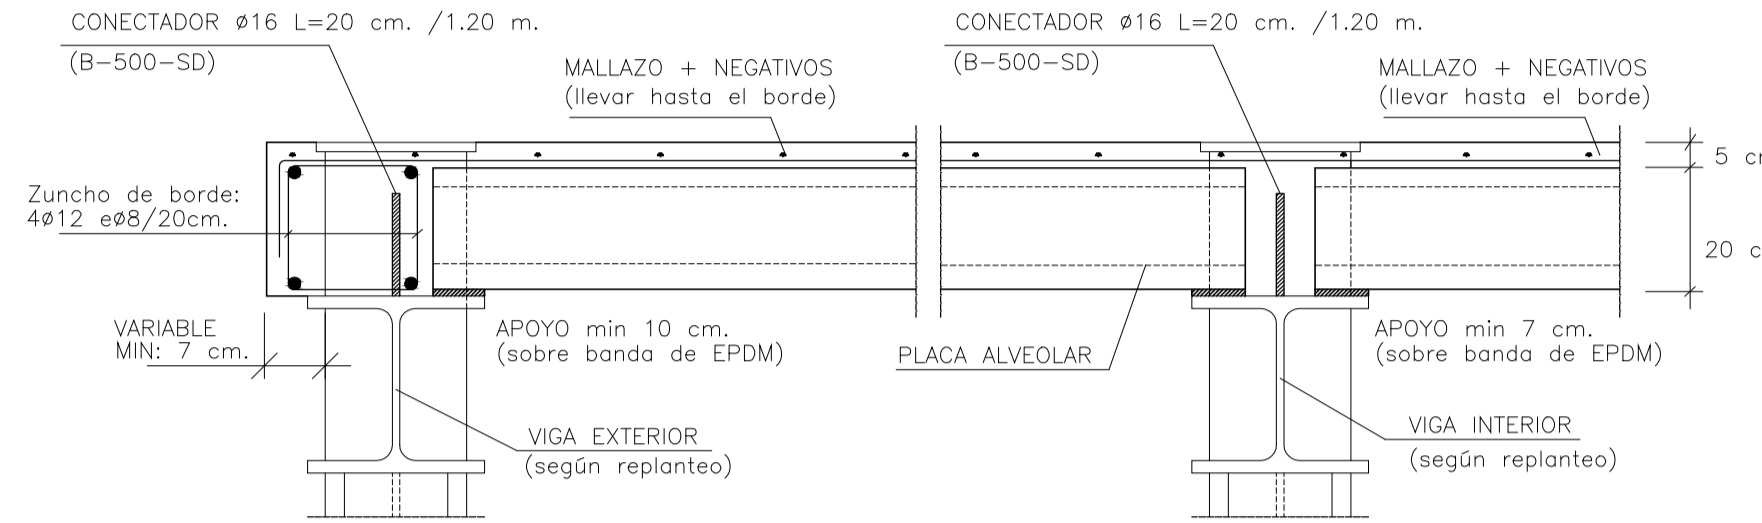 CONECTADOR ø16 L=20 cm. /1.20 m.
(B-500-SD)
MALLAZO + NEGATIVOS
(llevar hasta el borde)
CONECTADOR ø16 L=20 cm. /1.20 m.
(B-500-SD)
MALLAZO + NEGATIVOS
(llevar hasta el borde)
5 cm
Zuncho de borde:
4ø12 eø8/20cm.
20 c
VARIABLE
MIN: 7 cm.
APOYO min 10 cm.
(sobre banda de EPDM)
PLACA ALVEOLAR
APOYO min 7 cm.
(sobre banda de EPDM)
VIGA EXTERIOR
(según replanteo)
VIGA INTERIOR
(según replanteo)